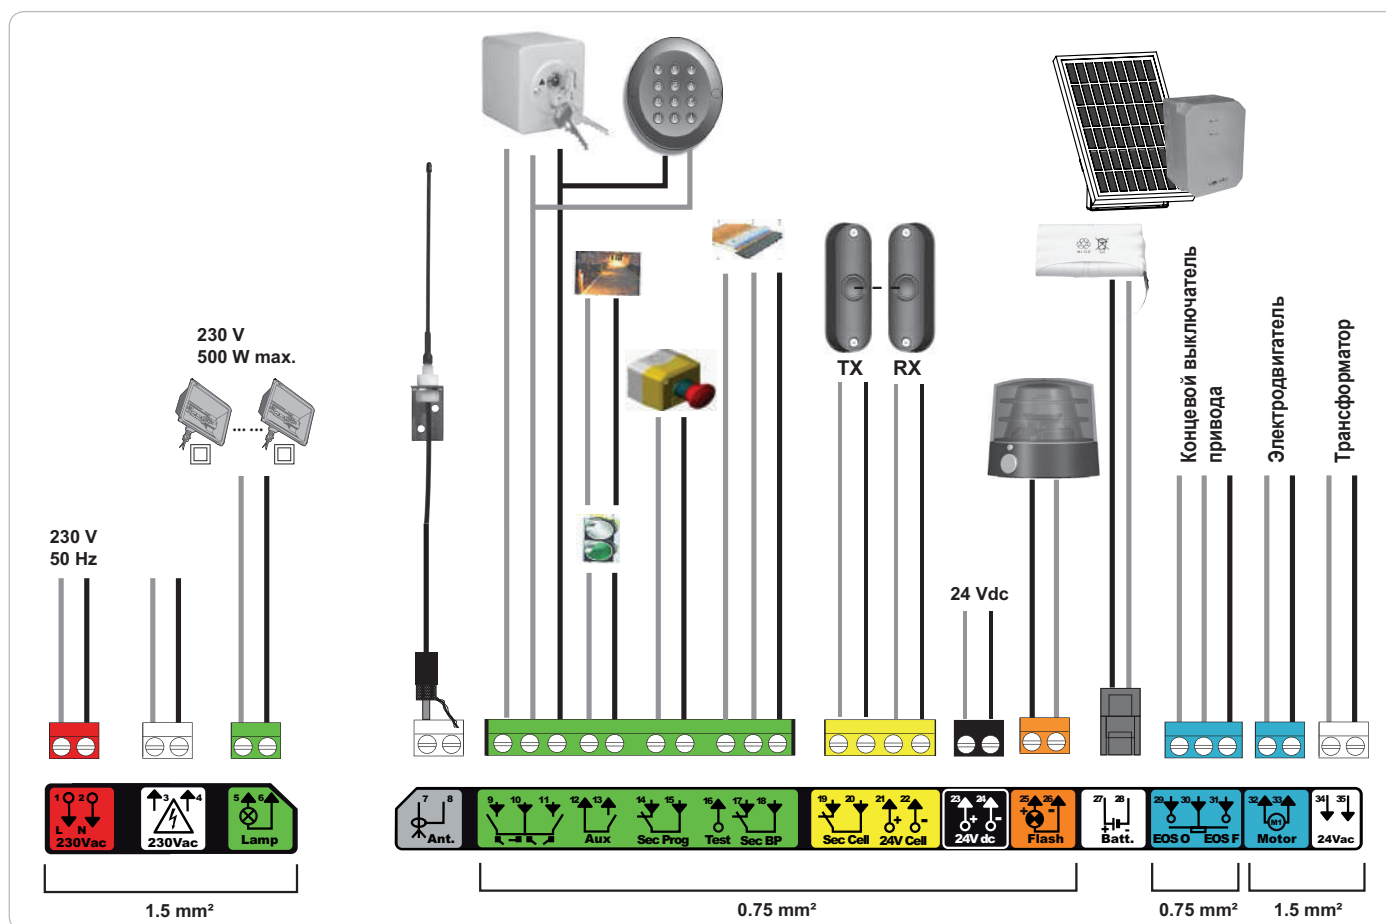 230 V
500 W max.
TX
RX
Концевой выключатель
привода
Электродвигатель
Трансформатор
230 V
50 Hz
24 Vdc
1 2
L N
230Vac
3 4
230Vac
5 6
Lamp
7 8
Ant.
9 10 11
12 13
Aux
14 15
Sec Prog
16
Test
17 18
Sec BP
19 20
Sec Cell
21 22
+ -
24V Cell
23 24
+ -
24V dc
25 26
+ -
Flash
27 28
+ -
Batt.
29 30 31
EOS O EOS F
32 33
M1
Motor
34 35
24Vac
1.5 mm²
0.75 mm²
0.75 mm²
1.5 mm²